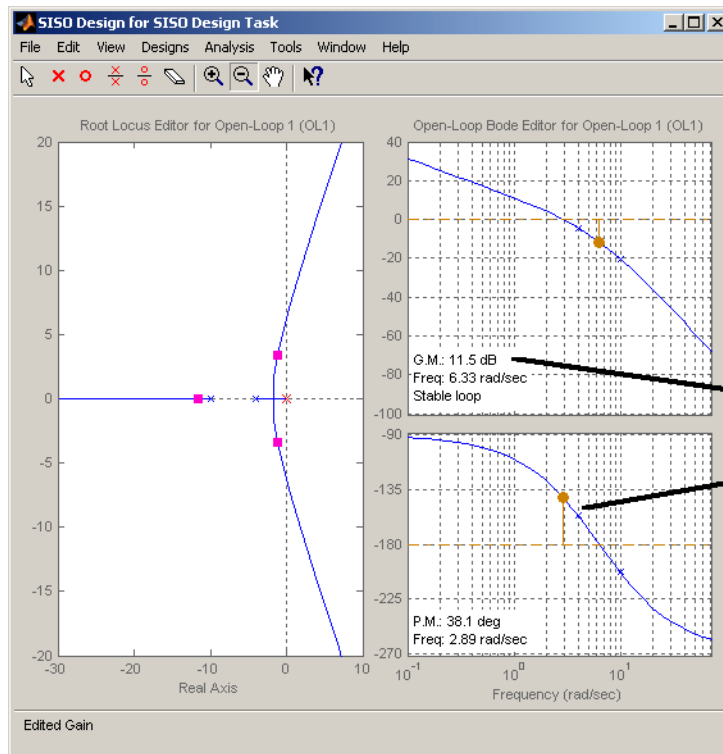 SISO Design for SISO Design Task
File Edit View Designs Analysis Tools Window Help
Root Locus Editor for Open-Loop 1 (OL1)
20
15
10
5
0
-5
-10
-15
-20
-30 -20 -10 0 10
Real Axis
Open-Loop Bode Editor for Open-Loop 1 (OL1)
40
20
0
-20
-40
-60
-80
-100
G.M.: 11.5 dB
Freq: 6.33 rad/sec
Stable loop
-90
-135
-180
-225
-270
P.M.: 38.1 deg
Freq: 2.89 rad/sec
10^-1 10^0 10^1
Frequency (rad/sec)
Edited Gain